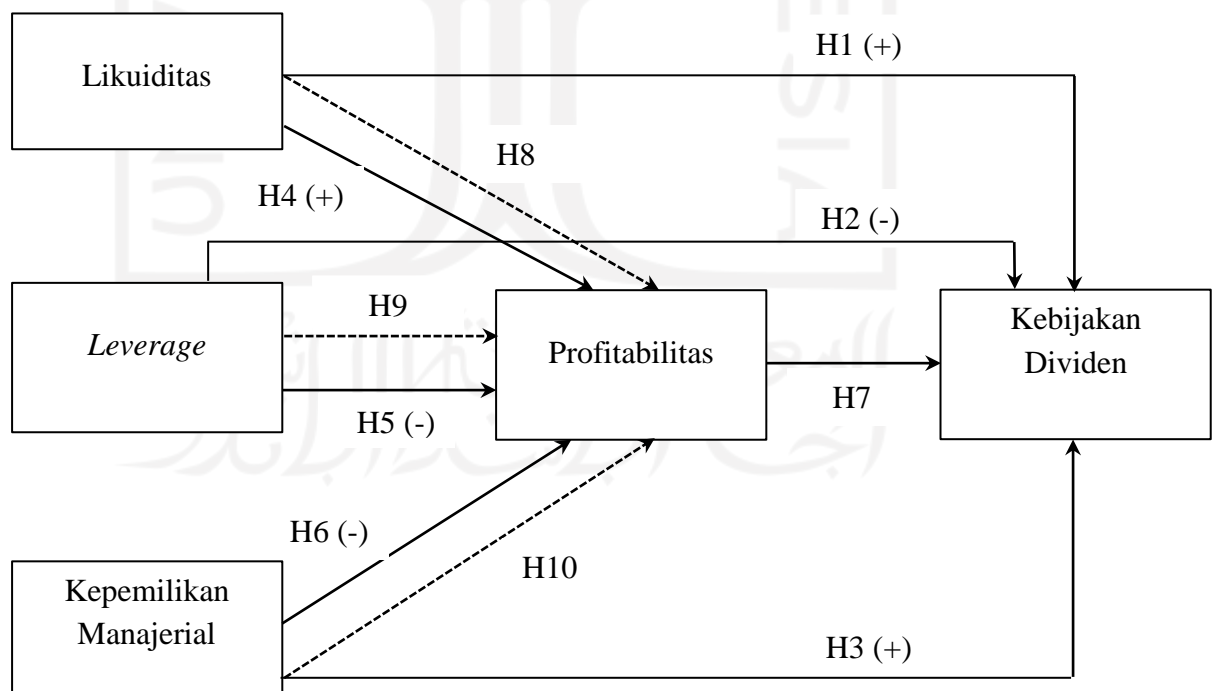 H1 (+)
Likuiditas
H8
H4 (+)
H2 (-)
H9
Leverage
Profitabilitas
Kebijakan
Dividen
H7
H5 (-)
H6 (-)
H10
Kepemilikan
Manajerial
H3 (+)